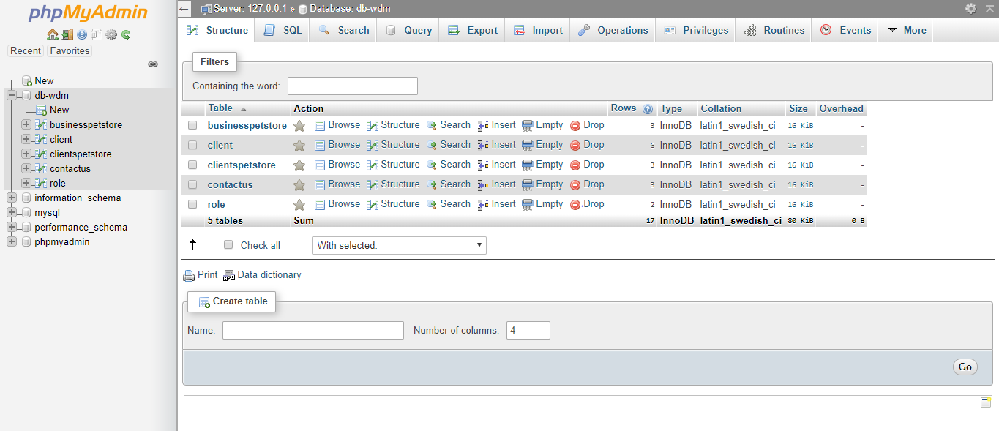 phpMyAdmin
Recent Favorites
New
db-wdm
New
businesspetstore
client
clientspetstore
contactus
role
information_schema
mysql
performance_schema
phpmyadmin
Server: 127.0.0.1 » Database: db-wdm
Structure SQL Search Query Export Import Operations Privileges Routines Events More
Filters
Containing the word:
Table Action Rows Type Collation Size Overhead
businesspetstore Browse Structure Search Insert Empty Drop 3 InnoDB latin1_swedish_ci 16 KiB -
client Browse Structure Search Insert Empty Drop 6 InnoDB latin1_swedish_ci 16 KiB -
clientspetstore Browse Structure Search Insert Empty Drop 3 InnoDB latin1_swedish_ci 16 KiB -
contactus Browse Structure Search Insert Empty Drop 3 InnoDB latin1_swedish_ci 16 KiB -
role Browse Structure Search Insert Empty Drop 2 InnoDB latin1_swedish_ci 16 KiB -
5 tables Sum 17 InnoDB latin1_swedish_ci 80 KiB 0 B
Check all With selected:
Print Data dictionary
Create table
Name: Number of columns: 4
Go